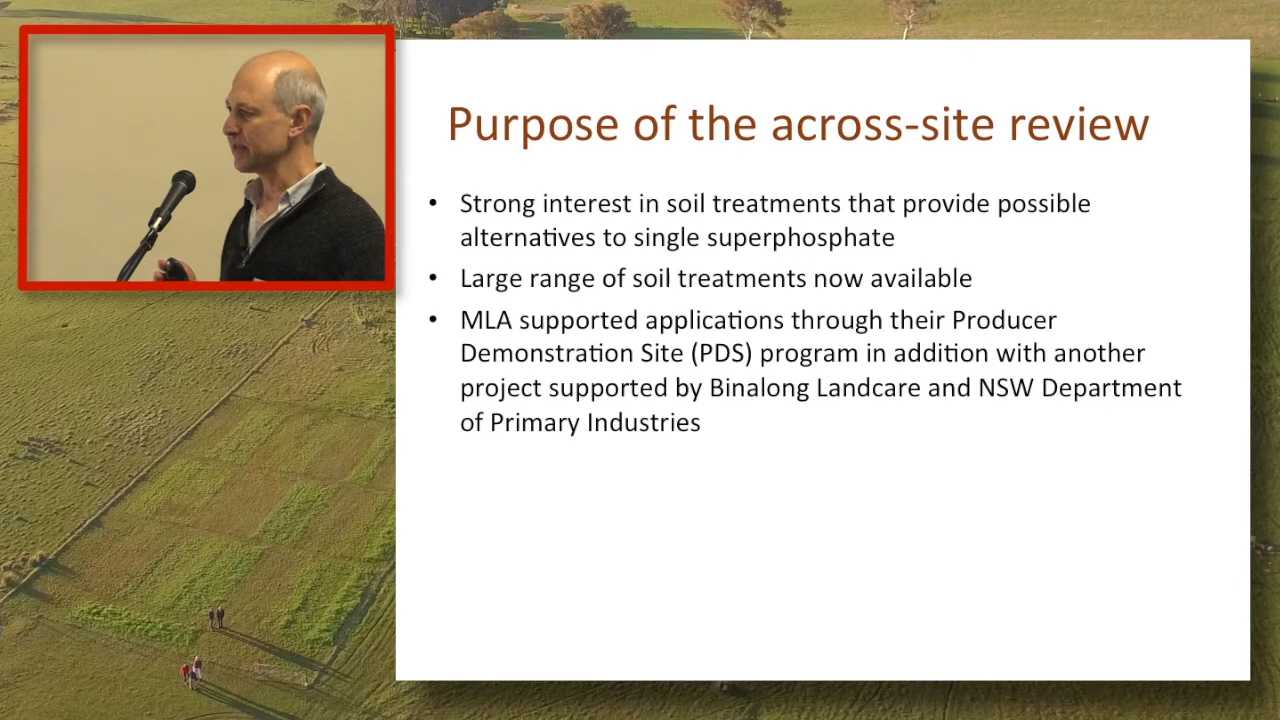 Purpose of the across-site review
• Strong interest in soil treatments that provide possible
alternatives to single superphosphate
• Large range of soil treatments now available
• MLA supported applications through their Producer
Demonstration Site (PDS) program in addition with another
project supported by Binalong Landcare and NSW Department
of Primary Industries